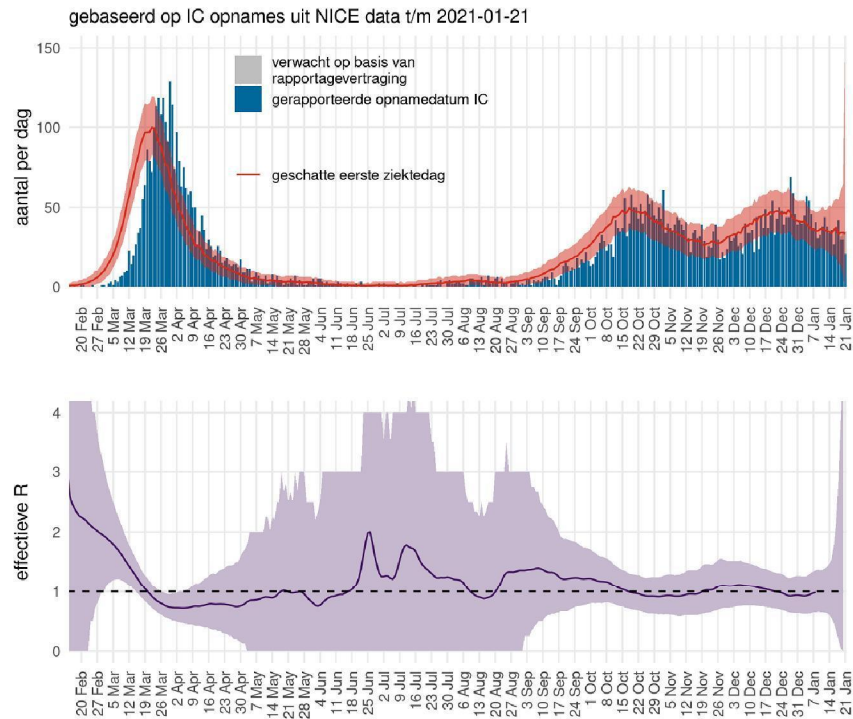 gebaseerd op IC opnames uit NICE data t/m 2021-01-21
150
100
50
0
aantal per dag
verwacht op basis van
rapportagevertraging
gerapporteerde opnamedatum IC
geschatte eerste ziektedag
20 Feb
27 Feb
5 Mar
12 Mar
19 Mar
26 Mar
2 Apr
9 Apr
16 Apr
23 Apr
30 Apr
7 May
14 May
21 May
28 May
4 Jun
11 Jun
18 Jun
25 Jun
2 Jul
9 Jul
16 Jul
23 Jul
30 Jul
6 Aug
13 Aug
20 Aug
27 Aug
3 Sep
10 Sep
17 Sep
24 Sep
1 Oct
8 Oct
15 Oct
22 Oct
29 Oct
5 Nov
12 Nov
19 Nov
26 Nov
3 Dec
10 Dec
17 Dec
24 Dec
31 Dec
7 Jan
14 Jan
21 Jan
4
3
2
1
0
effectieve R
20 Feb
27 Feb
5 Mar
12 Mar
19 Mar
26 Mar
2 Apr
9 Apr
16 Apr
23 Apr
30 Apr
7 May
14 May
21 May
28 May
4 Jun
11 Jun
18 Jun
25 Jun
2 Jul
9 Jul
16 Jul
23 Jul
30 Jul
6 Aug
13 Aug
20 Aug
27 Aug
3 Sep
10 Sep
17 Sep
24 Sep
1 Oct
8 Oct
15 Oct
22 Oct
29 Oct
5 Nov
12 Nov
19 Nov
26 Nov
3 Dec
10 Dec
17 Dec
24 Dec
31 Dec
7 Jan
14 Jan
21 Jan